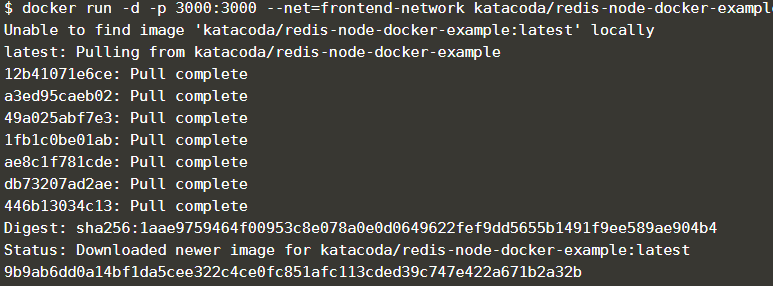 $ docker run -d -p 3000:3000 --net=frontend-network katacoda/redis-node-docker-example
Unable to find image 'katacoda/redis-node-docker-example:latest' locally
latest: Pulling from katacoda/redis-node-docker-example
12b41071e6ce: Pull complete
a3ed95caeb02: Pull complete
49a025abf7e3: Pull complete
1fb1c0be01ab: Pull complete
ae8c1f781cde: Pull complete
db73207ad2ae: Pull complete
446b13034c13: Pull complete
Digest: sha256:1aae9759464f00953c8e078a0e0d0649622fef9dd5655b1491f9ee589ae904b4
Status: Downloaded newer image for katacoda/redis-node-docker-example:latest
9b9ab6dd0a14bf1da5cee322c4ce0fc851afc113cded39c747e422a671b2a32b